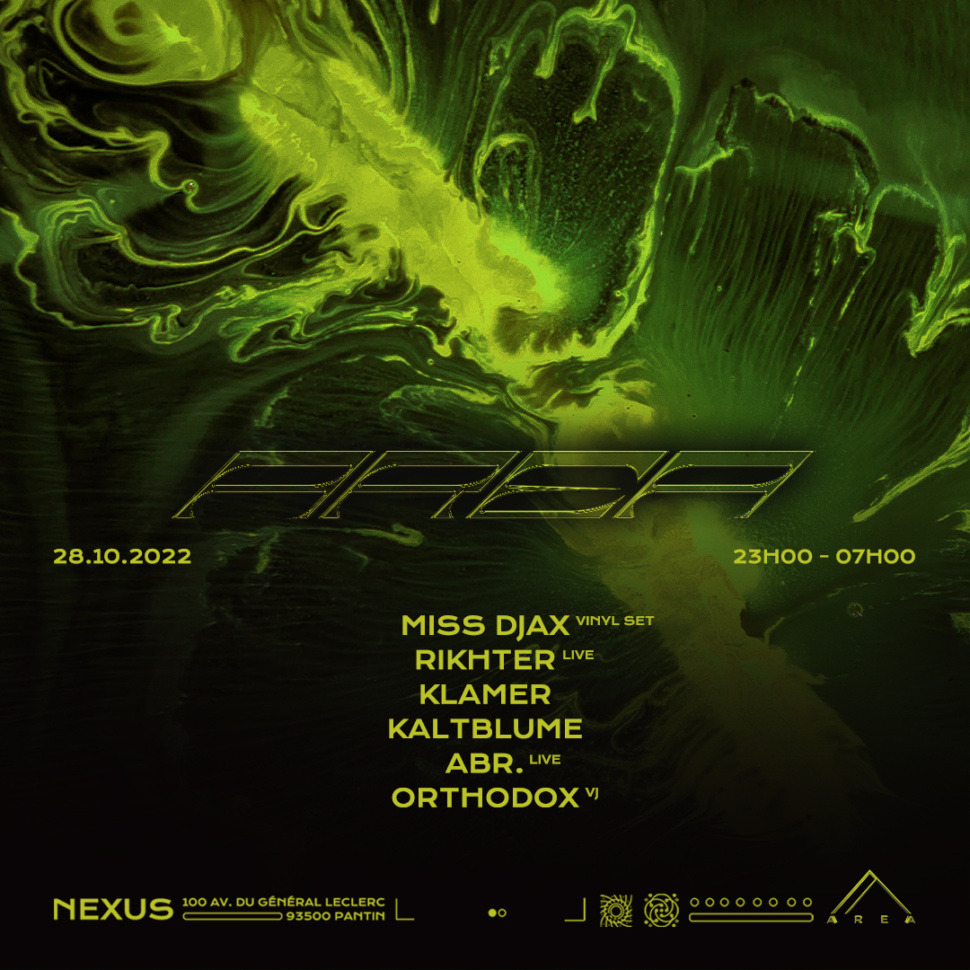 AREA
28.10.2022
23H00 - 07H00
MISS DJAX VINYL SET
RIKHTER LIVE
KLAMER
KALTBLUME
ABR. LIVE
ORTHODOX VJ
NEXUS
100 AV. DU GÉNÉRAL LECLERC
93500 PANTIN
AREA